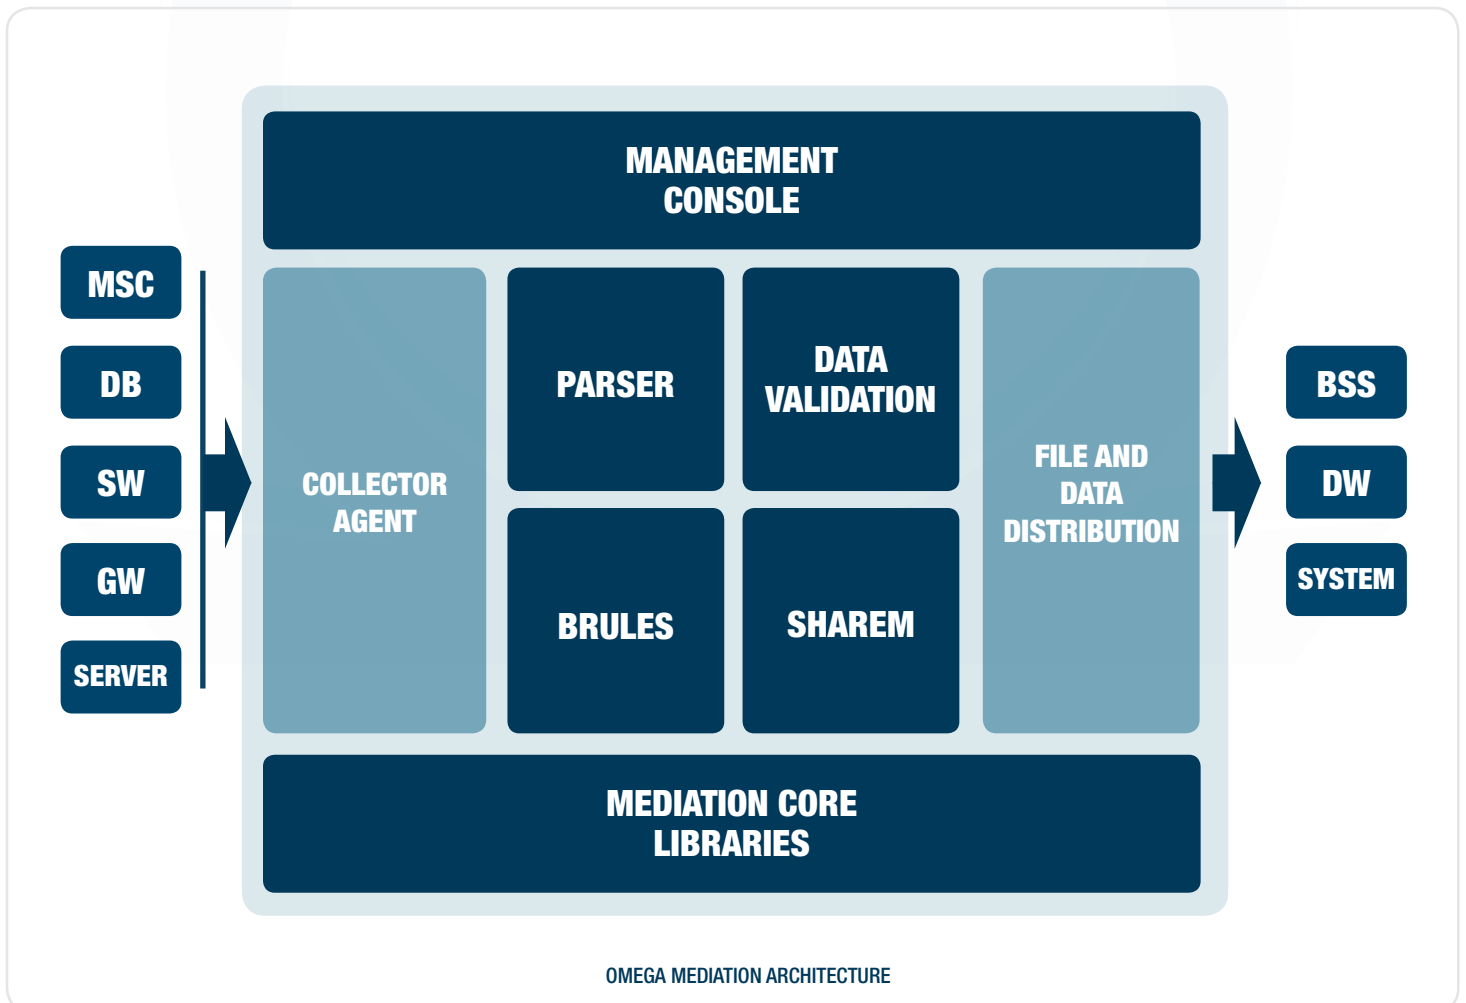 MANAGEMENT
CONSOLE
MSC
DB
SW
GW
SERVER
COLLECTOR
AGENT
PARSER
DATA
VALIDATION
BRULES
SHAREM
FILE AND
DATA
DISTRIBUTION
BSS
DW
SYSTEM
MEDIATION CORE
LIBRARIES
OMEGA MEDIATION ARCHITECTURE